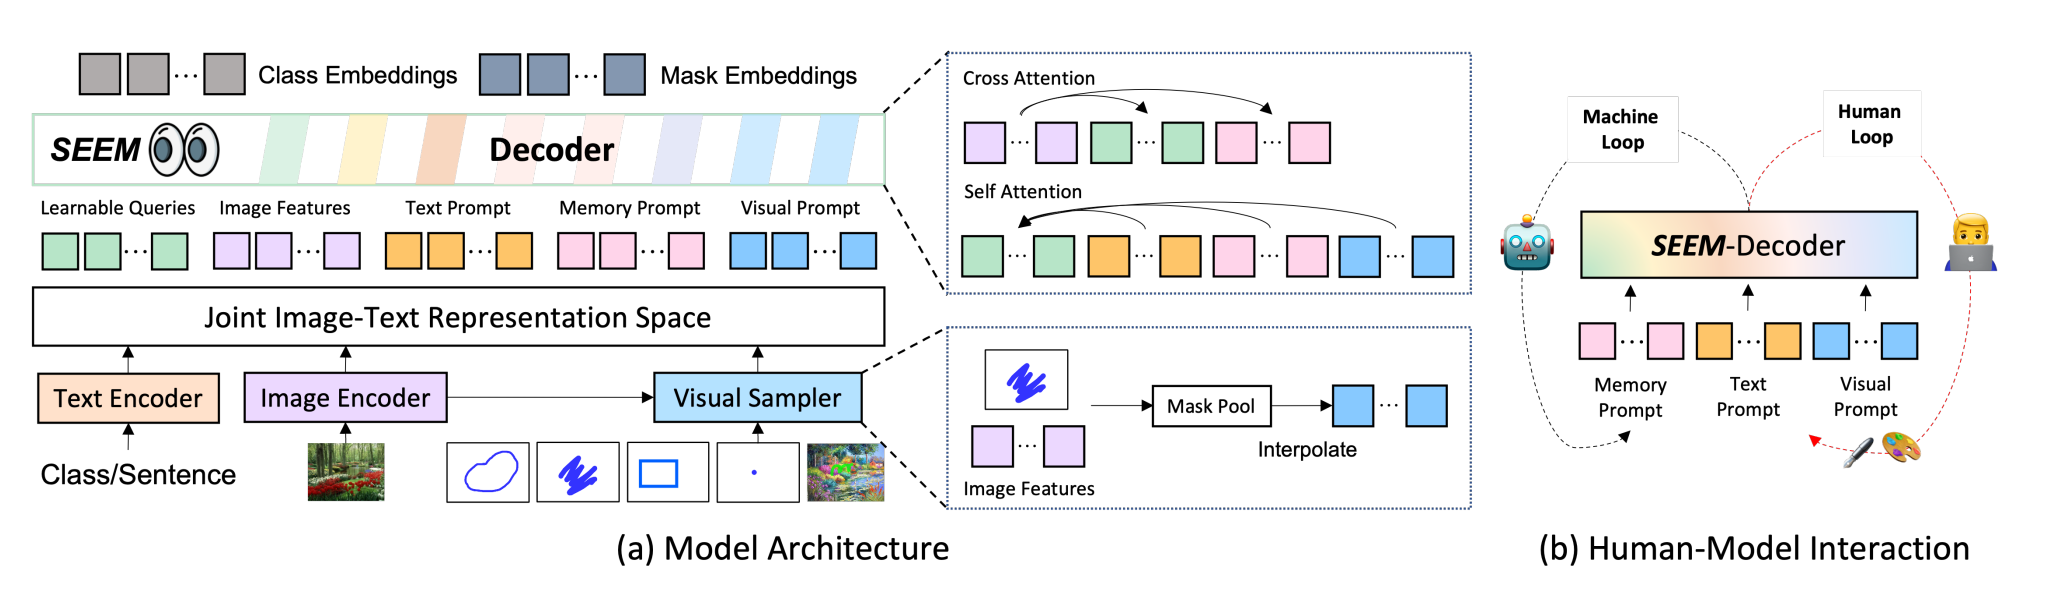 Class Embeddings
Mask Embeddings
SEEM
Decoder
Learnable Queries
Image Features
Text Prompt
Memory Prompt
Visual Prompt
Joint Image-Text Representation Space
Text Encoder
Image Encoder
Visual Sampler
Class/Sentence
Cross Attention
Self Attention
Mask Pool
Interpolate
Image Features
(a) Model Architecture
Machine
Loop
Human
Loop
SEEM-Decoder
Memory
Prompt
Text
Prompt
Visual
Prompt
(b) Human-Model Interaction